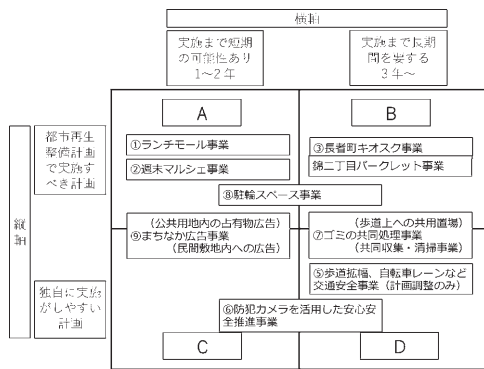 横軸
実施まで短期
の可能性あり
1～2年
実施まで長期
間を要する
3年～
A
B
縦軸
都市再生
整備計画
で実施す
べき計画
①ランチモール事業
②週末マルシェ事業
③長者町キオスク事業
錦二丁目パークレット事業
⑧駐輪スペース事業
（公共用地内の占有物広告）
⑨まちなか広告事業
（民間敷地内への広告）
（歩道上への共用置場）
⑦ゴミの共同処理事業
（共同収集・清掃事業）
独自に実施
がしやすい
計画
⑤歩道拡幅、自転車レーンなど
交通安全事業（計画調整のみ）
⑥防犯カメラを活用した安心安
全推進事業
C
D